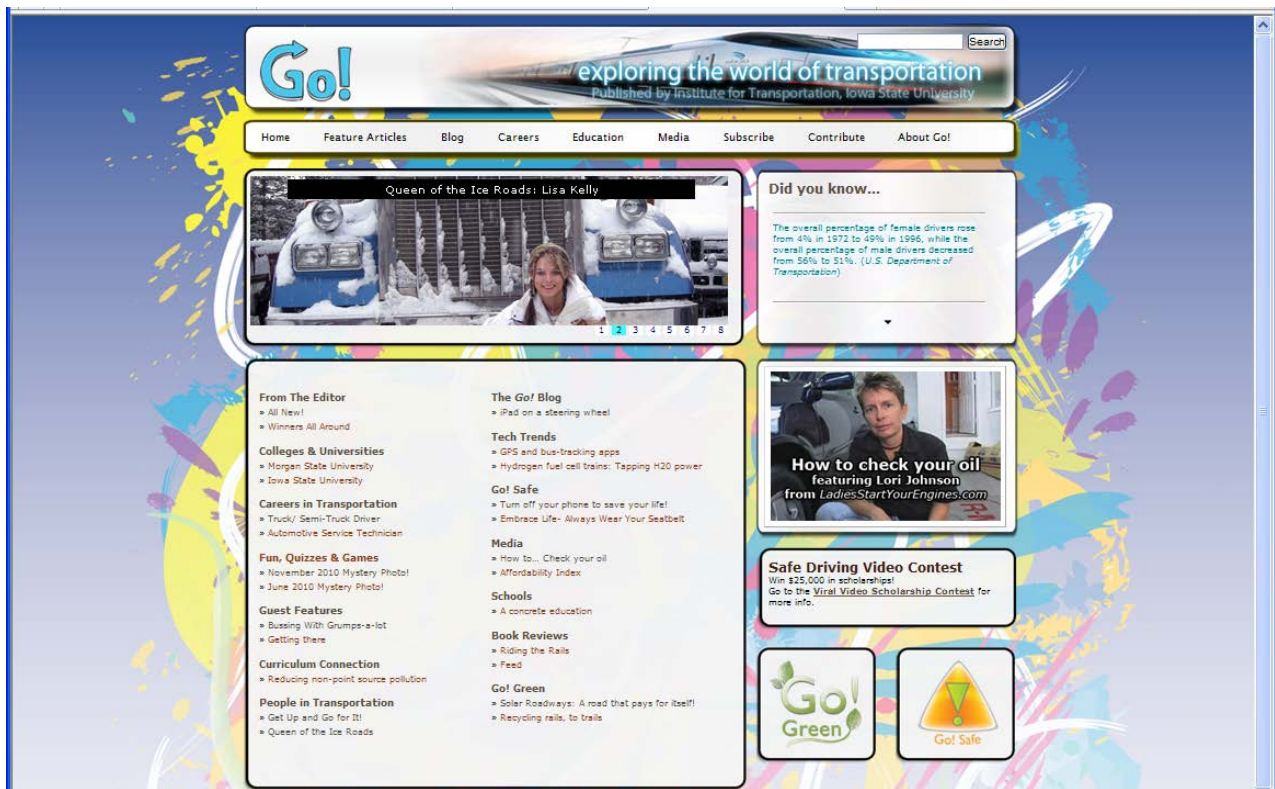 Go!
Search
exploring the world of transportation
Published by Institute for Transportation, Iowa State University
Home Feature Articles Blog Careers Education Media Subscribe Contribute About Go!
Queen of the Ice Roads: Lisa Kelly
1 2 3 4 5 6 7 8
Did you know...
The overall percentage of female drivers rose
from 4% in 1972 to 49% in 1996, while the
overall percentage of male drivers decreased
from 56% to 51%. (U.S. Department of
Transportation)
From The Editor
» All New!
» Winners All Around
Colleges & Universities
» Morgan State University
» Iowa State University
Careers in Transportation
» Truck/ Semi-Truck Driver
» Automotive Service Technician
Fun, Quizzes & Games
» November 2010 Mystery Photo!
» June 2010 Mystery Photo!
Guest Features
» Bussing With Grumps-a-lot
» Getting there
Curriculum Connection
» Reducing non-point source pollution
People in Transportation
» Get Up and Go for It!
» Queen of the Ice Roads
The Go! Blog
» iPad on a steering wheel
Tech Trends
» GPS and bus-tracking apps
» Hydrogen fuel cell trains: Tapping H20 power
Go! Safe
» Turn off your phone to save your life!
» Embrace Life- Always Wear Your Seatbelt
Media
» How to... Check your oil
» Affordability Index
Schools
» A concrete education
Book Reviews
» Riding the Rails
» Feed
Go! Green
» Solar Roadways: A road that pays for itself!
» Recycling rails, to trails
How to check your oil
featuring Lori Johnson
from LadiesStartYourEngines.com
Safe Driving Video Contest
Win $25,000 in scholarships!
Go to the Viral Video Scholarship Contest for
more info.
Go!
Green
Go! Safe